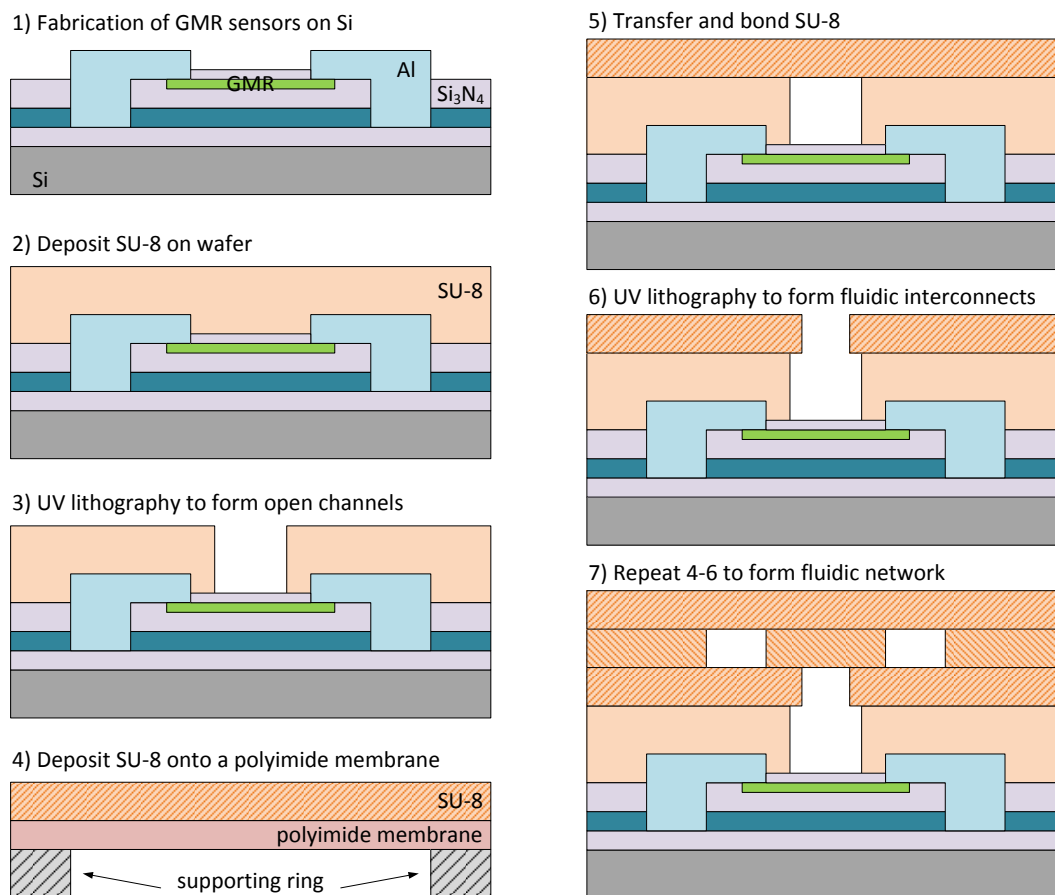 1) Fabrication of GMR sensors on Si
Al
GMR
Si₃N₄
Si
2) Deposit SU-8 on wafer
SU-8
3) UV lithography to form open channels
4) Deposit SU-8 onto a polyimide membrane
SU-8
polyimide membrane
supporting ring
5) Transfer and bond SU-8
6) UV lithography to form fluidic interconnects
7) Repeat 4-6 to form fluidic network